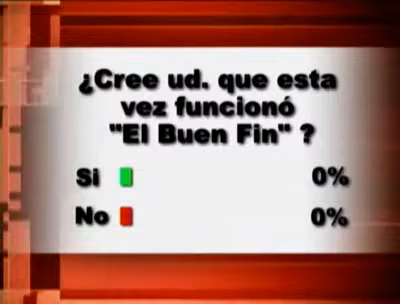 ¿Cree ud. que esta
vez funcionó
"El Buen Fin" ?
Si 0%
No 0%